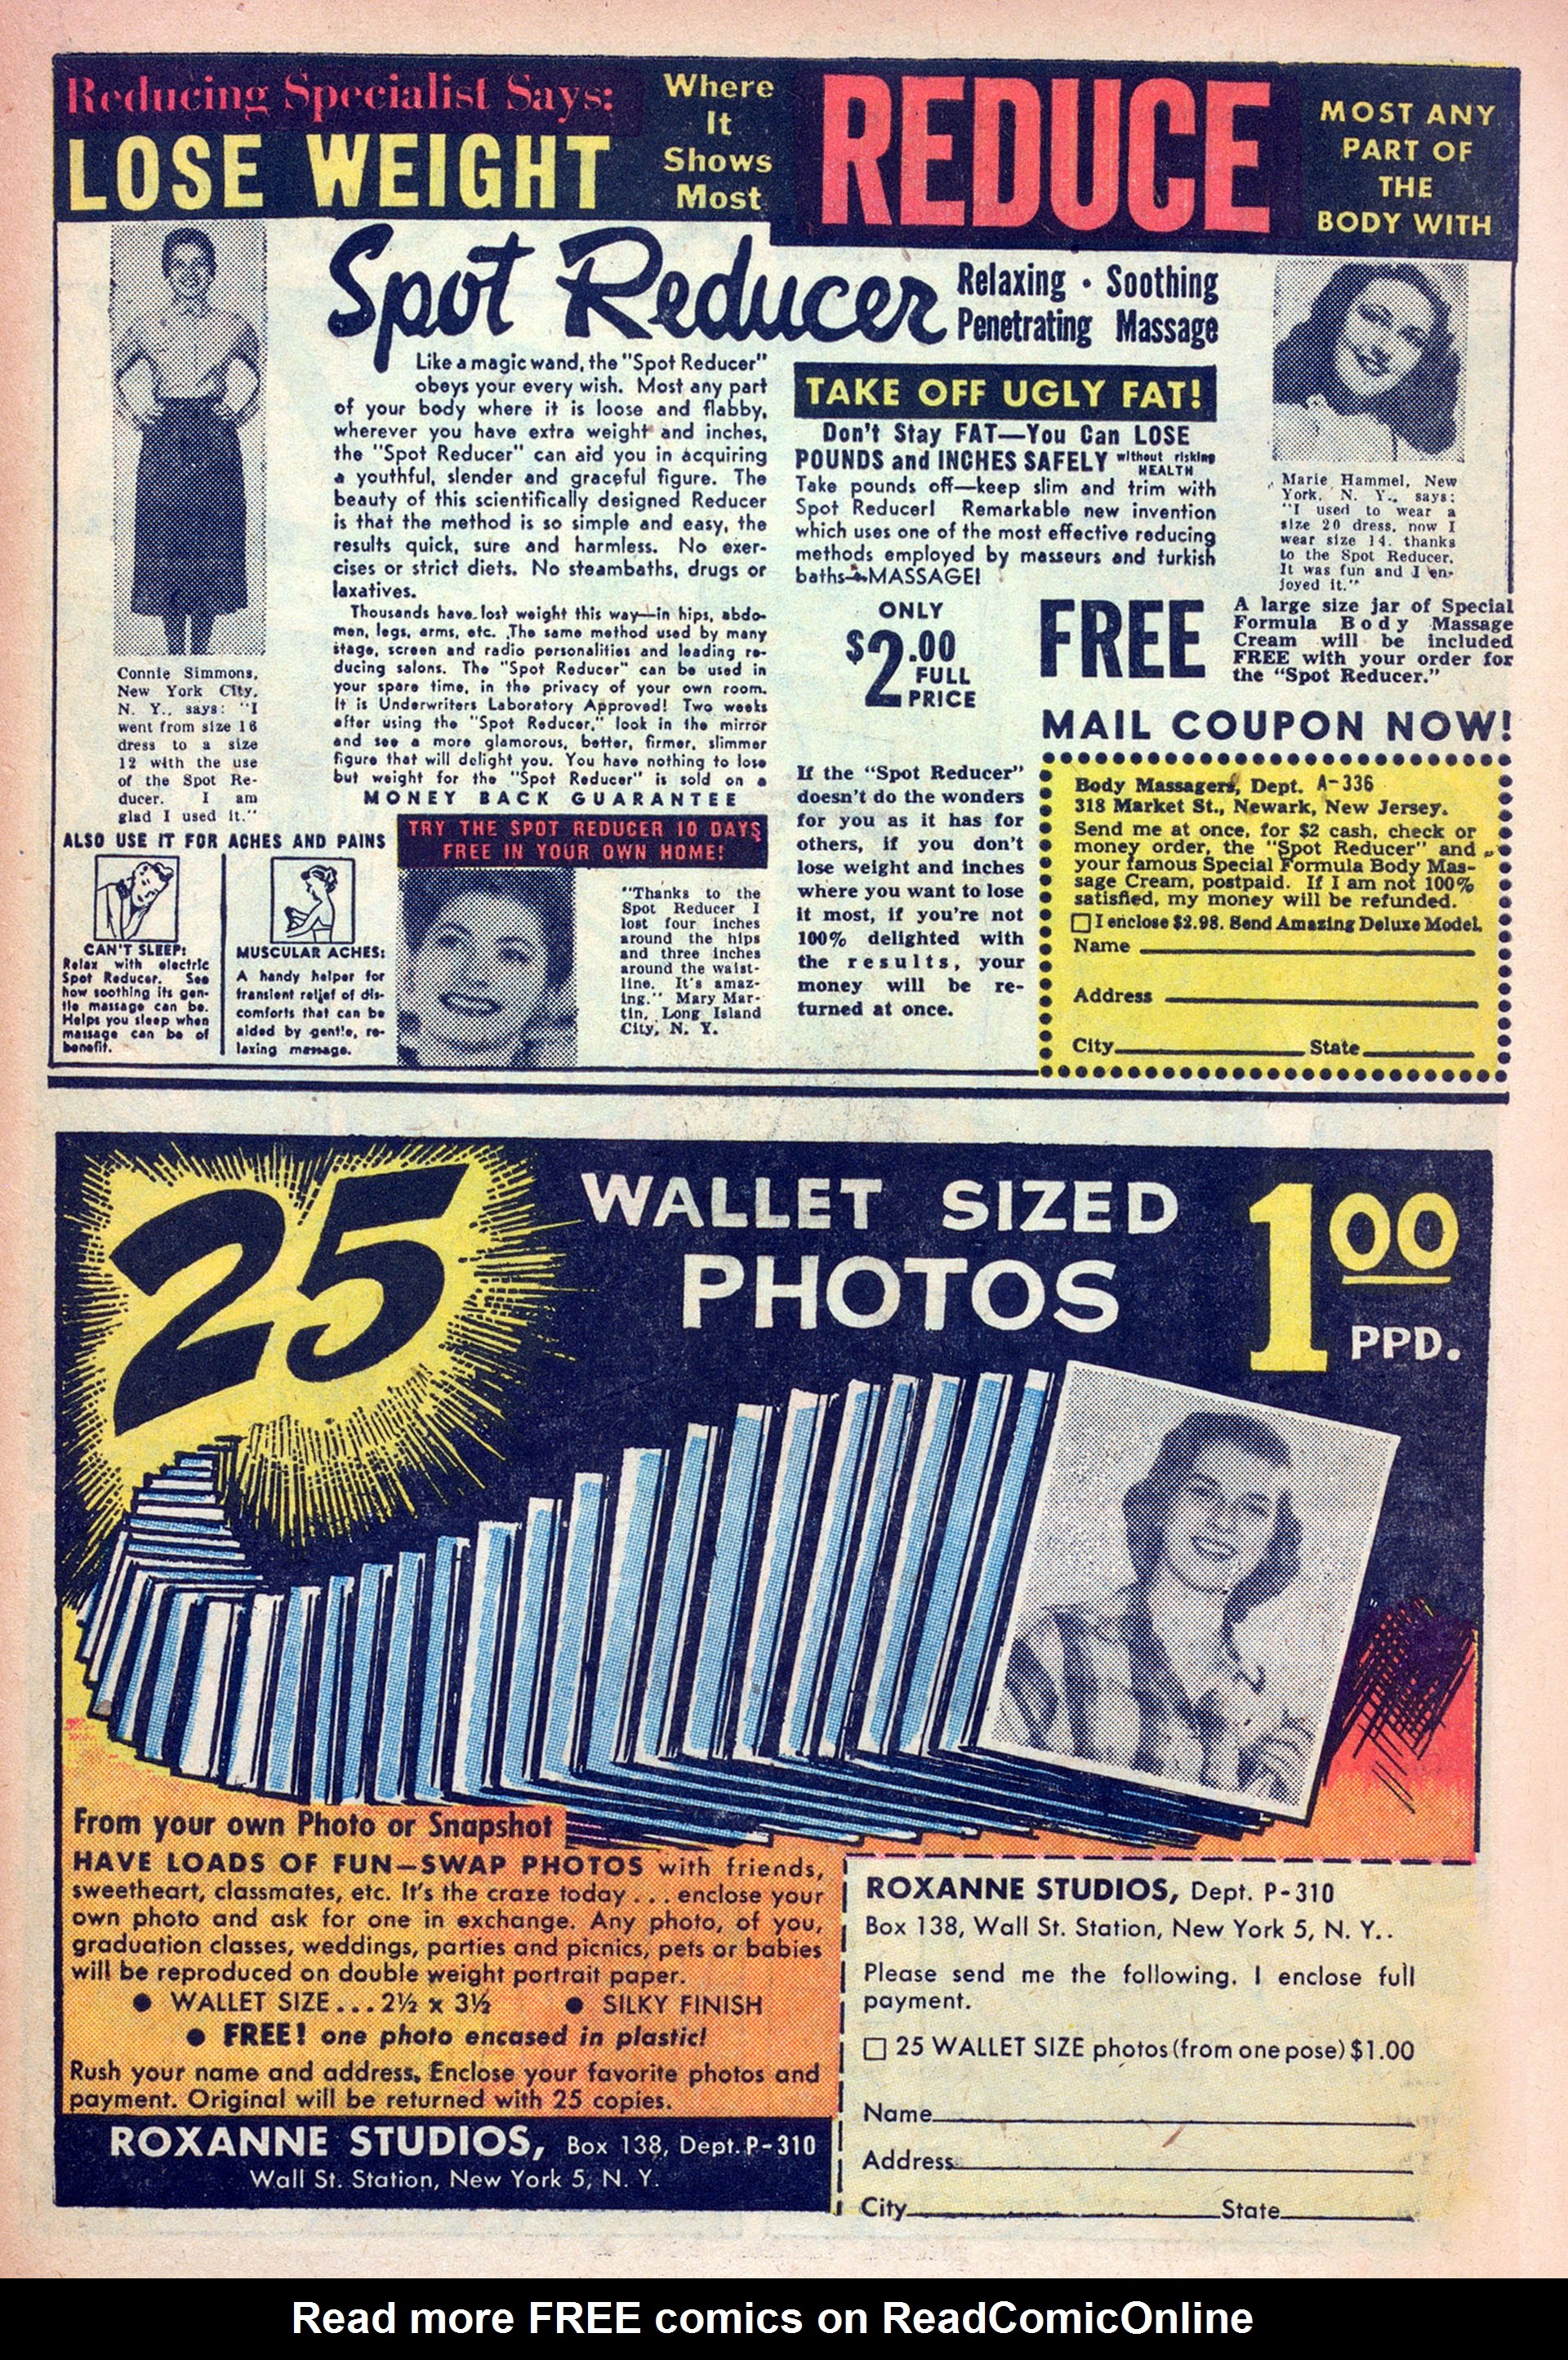 Reducing Specialist Says:
LOSE WEIGHT
Where
It
Shows
Most
REDUCE
MOST ANY
PART OF
THE
BODY WITH
Spot Reducer
Relaxing • Soothing
Penetrating Massage
Connie Simmons,
New York City,
N. Y., says: "I
went from size 16
dress to a size
12 with the use
of the Spot Re-
ducer. I am
glad I used it."
Like a magic wand, the "Spot Reducer"
obeys your every wish. Most any part
of your body where it is loose and flabby,
wherever you have extra weight and inches,
the "Spot Reducer" can aid you in acquiring
a youthful, slender and graceful figure. The
beauty of this scientifically designed Reducer
is that the method is so simple and easy, the
results quick, sure and harmless. No exer-
cises or strict diets. No steambaths, drugs or
laxatives.
Thousands have lost weight this way—in hips, abdo-
men, legs, arms, etc. The same method used by many
stage, screen and radio personalities and leading re-
ducing salons. The "Spot Reducer" can be used in
your spare time, in the privacy of your own room.
It is Underwriters Laboratory Approved! Two weeks
after using the "Spot Reducer," look in the mirror
and see a more glamorous, better, firmer, slimmer
figure that will delight you. You have nothing to lose
but weight for the "Spot Reducer" is sold on a
MONEY BACK GUARANTEE
TAKE OFF UGLY FAT!
Don't Stay FAT—You Can LOSE
POUNDS and INCHES SAFELY without risking
HEALTH
Take pounds off—keep slim and trim with
Spot Reducer! Remarkable new invention
which uses one of the most effective reducing
methods employed by masseurs and turkish
baths—MASSAGE!
Marie Hammel, New
York, N. Y., says:
"I used to wear a
size 20 dress, now I
wear size 14, thanks
to the Spot Reducer.
It was fun and I en-
joyed it."
ONLY
$2.00
FULL
PRICE
FREE
A large size jar of Special
Formula Body Massage
Cream will be included
FREE with your order for
the "Spot Reducer."
MAIL COUPON NOW!
If the "Spot Reducer"
doesn't do the wonders
for you as it has for
others, if you don't
lose weight and inches
where you want to lose
it most, if you're not
100% delighted with
the results, your
money will be re-
turned at once.
Body Massagers, Dept. A-336
318 Market St., Newark, New Jersey.
Send me at once, for $2 cash, check or
money order, the "Spot Reducer" and
your famous Special Formula Body Mas-
sage Cream, postpaid. If I am not 100%
satisfied, my money will be refunded.
I enclose $2.98. Send Amazing Deluxe Model.
Name
Address
City State
ALSO USE IT FOR ACHES AND PAINS
CAN'T SLEEP:
Relax with electric
Spot Reducer. See
how soothing its gen-
tle massage can be.
Helps you sleep when
massage can be of
benefit.
MUSCULAR ACHES:
A handy helper for
transient relief of dis-
comforts that can be
aided by gentle, re-
laxing massage.
TRY THE SPOT REDUCER 10 DAYS
FREE IN YOUR OWN HOME!
"Thanks to the
Spot Reducer I
lost four inches
around the hips
and three inches
around the waist-
line. It's amaz-
ing." Mary Mar-
tin, Long Island
City, N. Y.
25
WALLET SIZED
PHOTOS
1.00
PPD.
From your own Photo or Snapshot
HAVE LOADS OF FUN—SWAP PHOTOS with friends,
sweetheart, classmates, etc. It's the craze today ... enclose your
own photo and ask for one in exchange. Any photo, of you,
graduation classes, weddings, parties and picnics, pets or babies
will be reproduced on double weight portrait paper.
● WALLET SIZE...2½ x 3½ ● SILKY FINISH
● FREE! one photo encased in plastic!
Rush your name and address. Enclose your favorite photos and
payment. Original will be returned with 25 copies.
ROXANNE STUDIOS, Box 138, Dept. P-310
Wall St. Station, New York 5, N. Y.
ROXANNE STUDIOS, Dept. P-310
Box 138, Wall St. Station, New York 5, N. Y..
Please send me the following. I enclose full
payment.
25 WALLET SIZE photos (from one pose) $1.00
Name
Address
City State
Read more FREE comics on ReadComicOnline